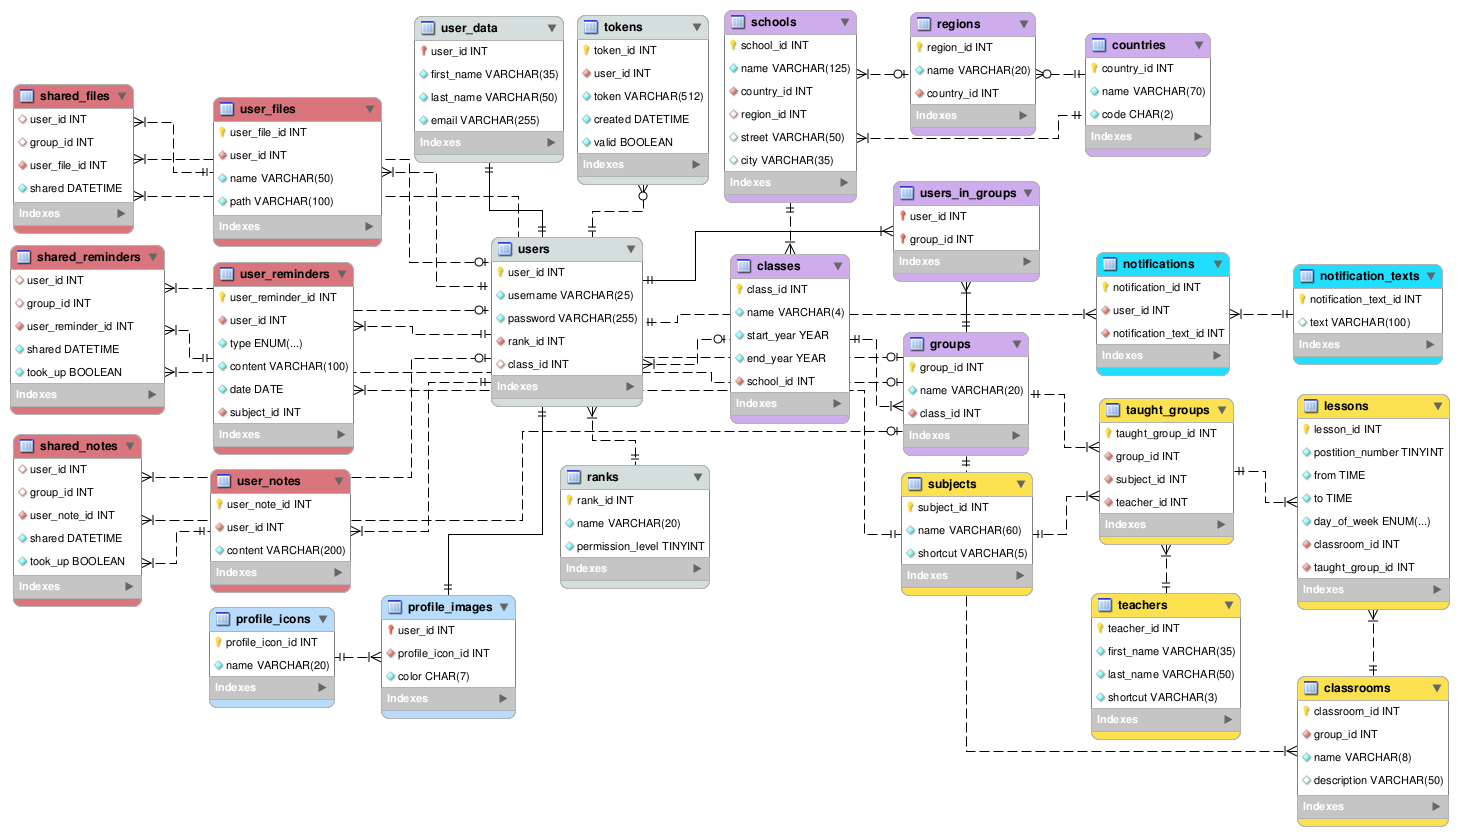 user_data
user_id INT
first_name VARCHAR(35)
last_name VARCHAR(50)
email VARCHAR(255)
Indexes
tokens
token_id INT
user_id INT
token VARCHAR(512)
created DATETIME
valid BOOLEAN
Indexes
schools
school_id INT
name VARCHAR(125)
country_id INT
region_id INT
street VARCHAR(50)
city VARCHAR(35)
Indexes
regions
region_id INT
name VARCHAR(20)
country_id INT
Indexes
countries
country_id INT
name VARCHAR(70)
code CHAR(2)
Indexes
shared_files
user_id INT
group_id INT
user_file_id INT
shared DATETIME
Indexes
user_files
user_file_id INT
user_id INT
name VARCHAR(50)
path VARCHAR(100)
Indexes
users_in_groups
user_id INT
group_id INT
Indexes
shared_reminders
user_id INT
group_id INT
user_reminder_id INT
shared DATETIME
took_up BOOLEAN
Indexes
user_reminders
user_reminder_id INT
user_id INT
type ENUM(...)
content VARCHAR(100)
date DATE
subject_id INT
Indexes
users
user_id INT
username VARCHAR(25)
password VARCHAR(255)
rank_id INT
class_id INT
Indexes
classes
class_id INT
name VARCHAR(4)
start_year YEAR
end_year YEAR
school_id INT
Indexes
notifications
notification_id INT
user_id INT
notification_text_id INT
Indexes
notification_texts
notification_text_id INT
text VARCHAR(100)
Indexes
groups
group_id INT
name VARCHAR(20)
class_id INT
Indexes
taught_groups
taught_group_id INT
group_id INT
subject_id INT
teacher_id INT
Indexes
lessons
lesson_id INT
postition_number TINYINT
from TIME
to TIME
day_of_week ENUM(...)
classroom_id INT
taught_group_id INT
Indexes
shared_notes
user_id INT
group_id INT
user_note_id INT
shared DATETIME
took_up BOOLEAN
Indexes
user_notes
user_note_id INT
user_id INT
content VARCHAR(200)
Indexes
ranks
rank_id INT
name VARCHAR(20)
permission_level TINYINT
Indexes
subjects
subject_id INT
name VARCHAR(60)
shortcut VARCHAR(5)
Indexes
profile_icons
profile_icon_id INT
name VARCHAR(20)
Indexes
profile_images
user_id INT
profile_icon_id INT
color CHAR(7)
Indexes
teachers
teacher_id INT
first_name VARCHAR(35)
last_name VARCHAR(50)
shortcut VARCHAR(3)
Indexes
classrooms
classroom_id INT
group_id INT
name VARCHAR(8)
description VARCHAR(50)
Indexes